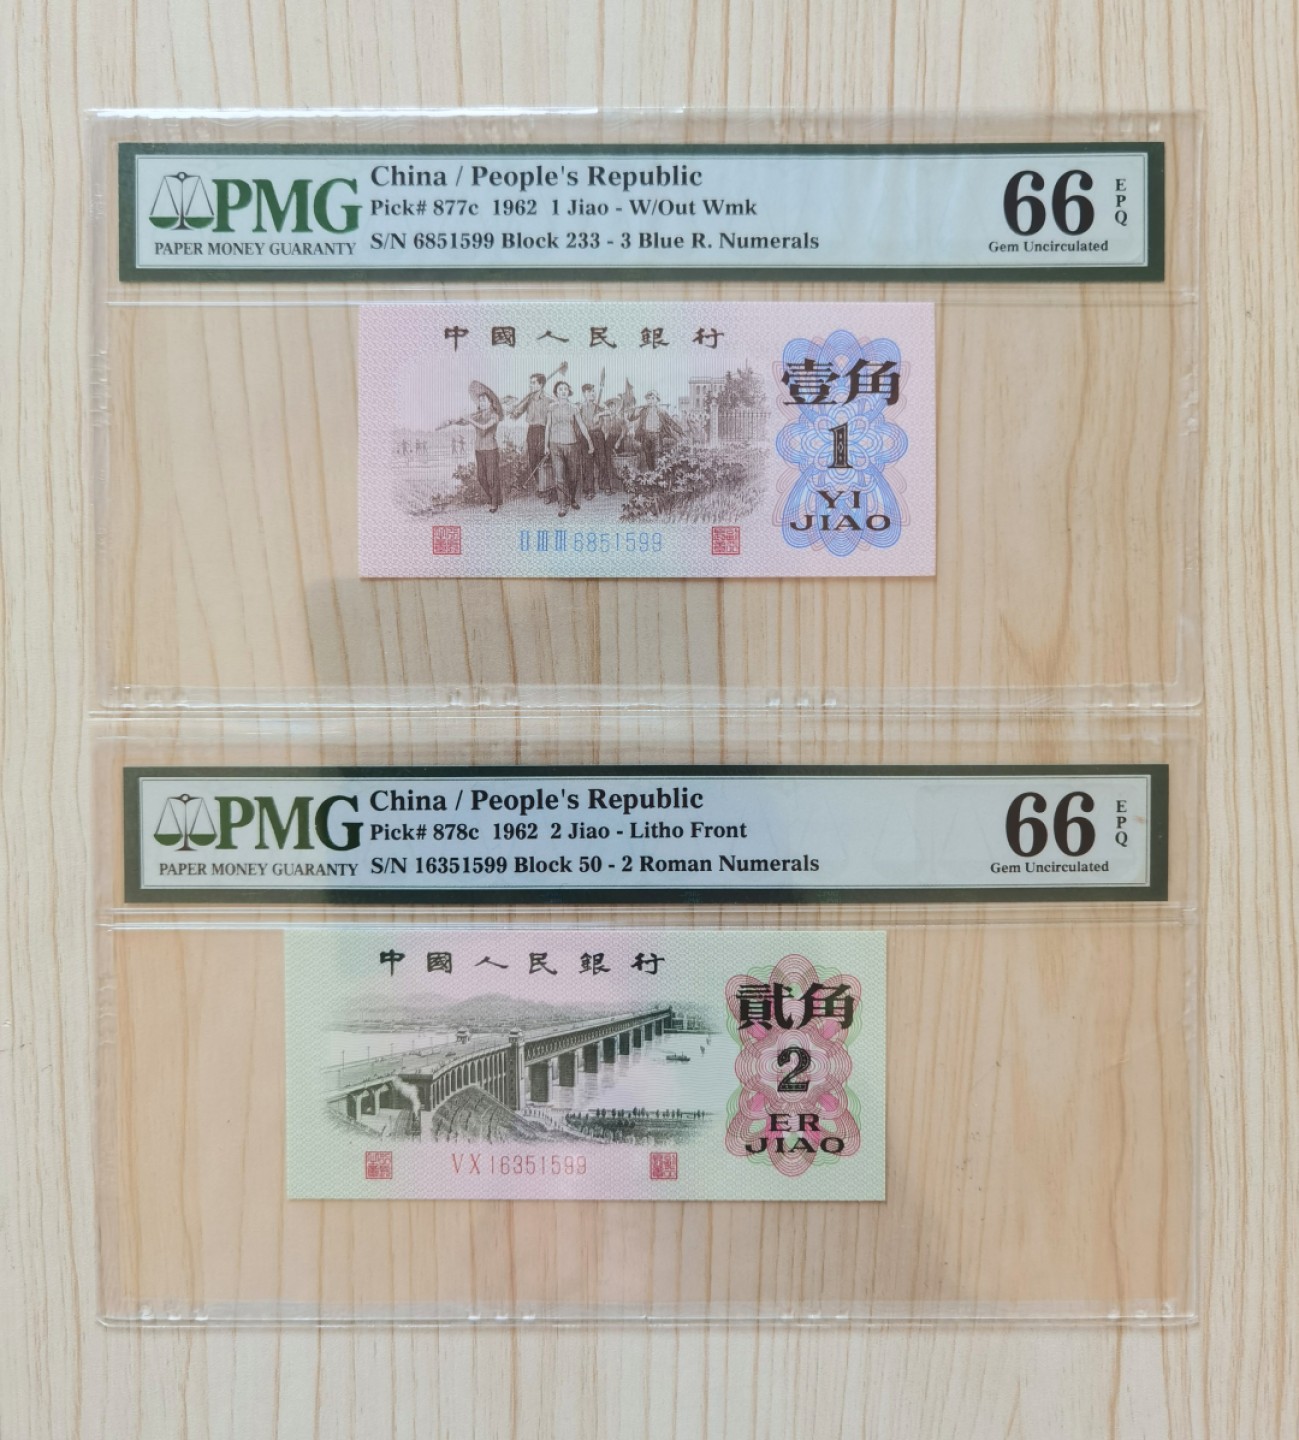 PMG
PAPER MONEY GUARANTY
China / People's Republic
Pick# 877c 1962 1 Jiao - W/Out Wmk
S/N 6851599 Block 233 - 3 Blue R. Numerals
66 EPQ
Gem Uncirculated
中國人民銀行
壹角
1
YI
JIAO
II III III 6851599
PMG
PAPER MONEY GUARANTY
China / People's Republic
Pick# 878c 1962 2 Jiao - Litho Front
S/N 16351599 Block 50 - 2 Roman Numerals
66 EPQ
Gem Uncirculated
中國人民銀行
貳角
2
ER
JIAO
V X 16351599